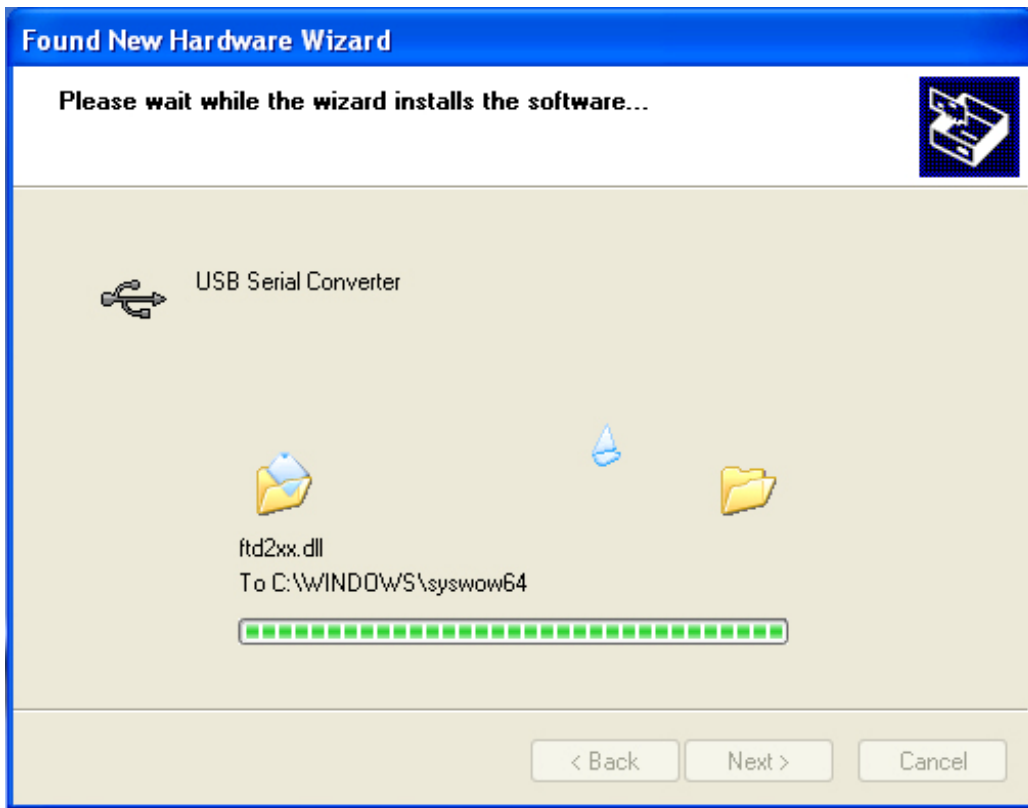 Found New Hardware Wizard
Please wait while the wizard installs the software...
USB Serial Converter
ftd2xx.dll
To C:\WINDOWS\syswow64
< Back
Next >
Cancel